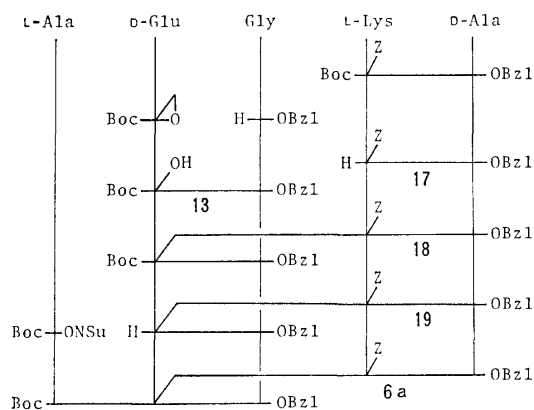 L-Ala D-Glu Gly L-Lys D-Ala
Z
Boc OBzl
Boc O H OBzl
Z
H OBzl
17
OH
Boc OBzl
13
Z
OBzl
18
Boc OBzl
Z
OBzl
19
Boc ONSu H OBzl
Z
OBzl
6a
Boc OBzl